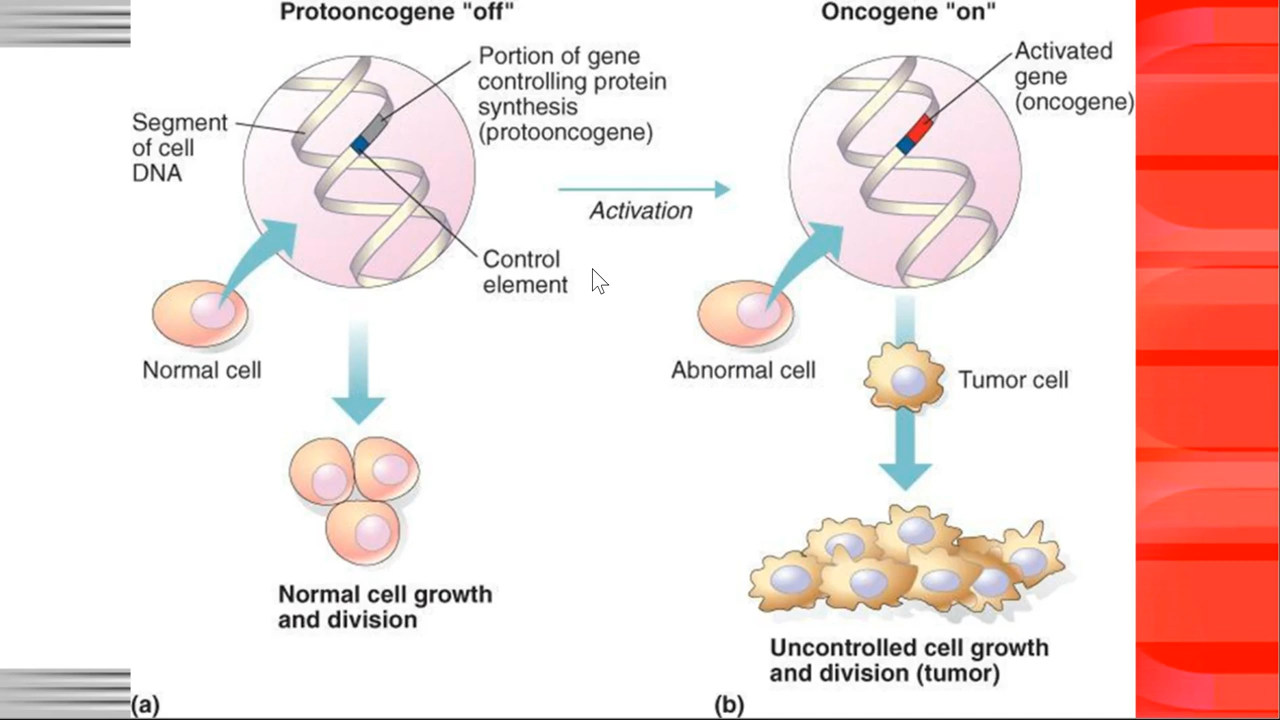 Protooncogene "off"
Portion of gene
controlling protein
synthesis
(protooncogene)
Segment
of cell
DNA
Control
element
Normal cell
Normal cell growth
and division
(a)
Activation
Oncogene "on"
Activated
gene
(oncogene)
Abnormal cell
Tumor cell
Uncontrolled cell growth
and division (tumor)
(b)